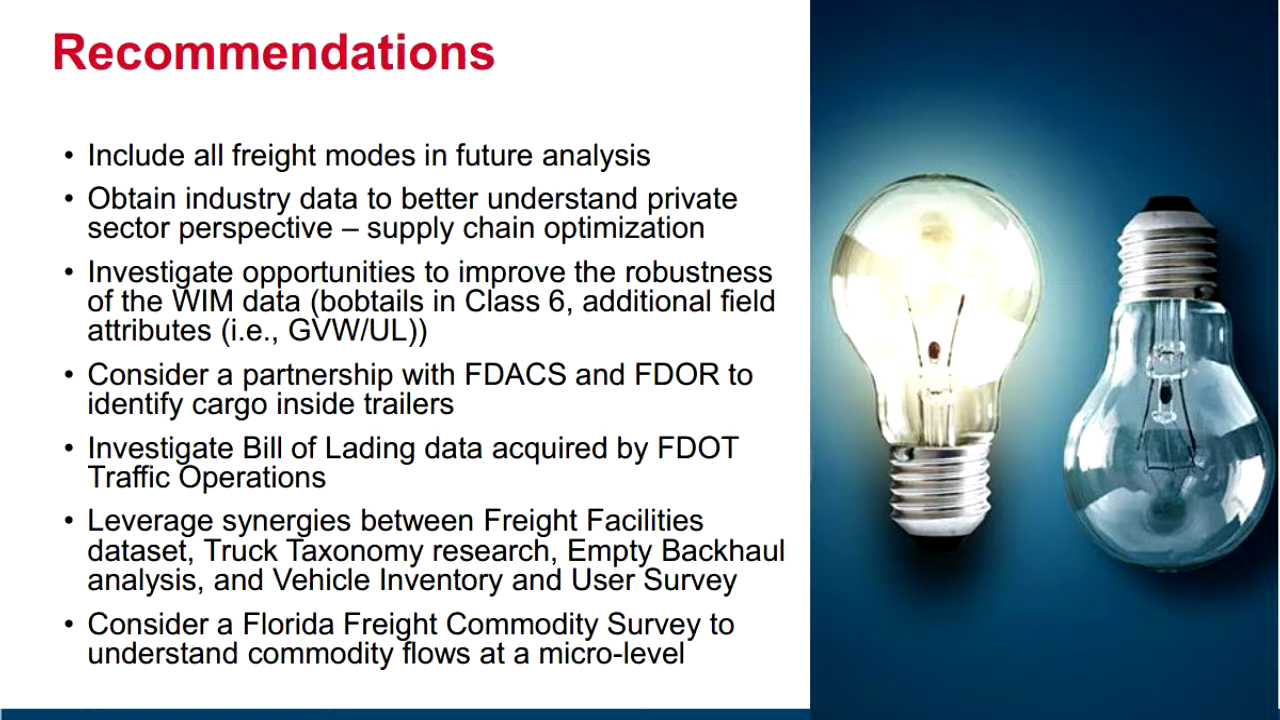 Recommendations
• Include all freight modes in future analysis
• Obtain industry data to better understand private
sector perspective – supply chain optimization
• Investigate opportunities to improve the robustness
of the WIM data (bobtails in Class 6, additional field
attributes (i.e., GVW/UL))
• Consider a partnership with FDACS and FDOR to
identify cargo inside trailers
• Investigate Bill of Lading data acquired by FDOT
Traffic Operations
• Leverage synergies between Freight Facilities
dataset, Truck Taxonomy research, Empty Backhaul
analysis, and Vehicle Inventory and User Survey
• Consider a Florida Freight Commodity Survey to
understand commodity flows at a micro-level